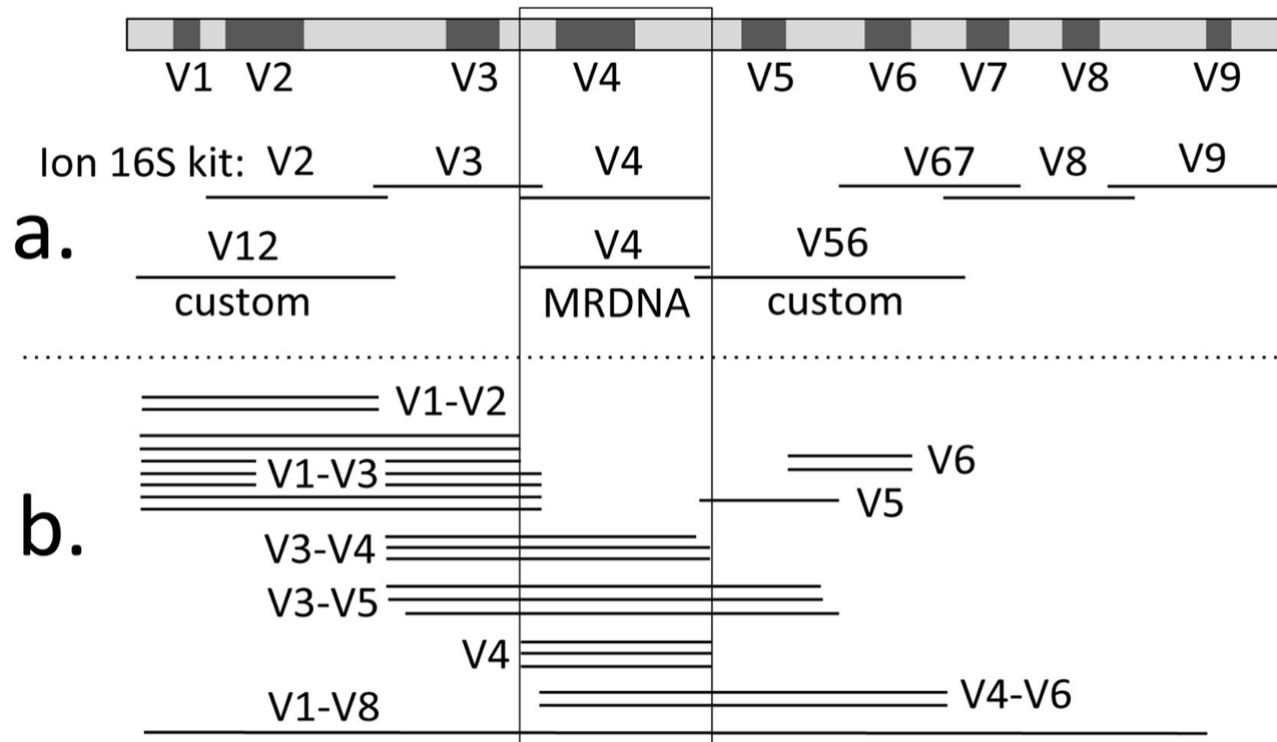 V1 V2 V3 V4 V5 V6 V7 V8 V9
Ion 16S kit: V2 V3 V4 V67 V8 V9
a.
V12 V4 V56
custom MRDNA custom
V1-V2
V1-V3 V6
V5
b.
V3-V4
V3-V5
V4
V1-V8 V4-V6